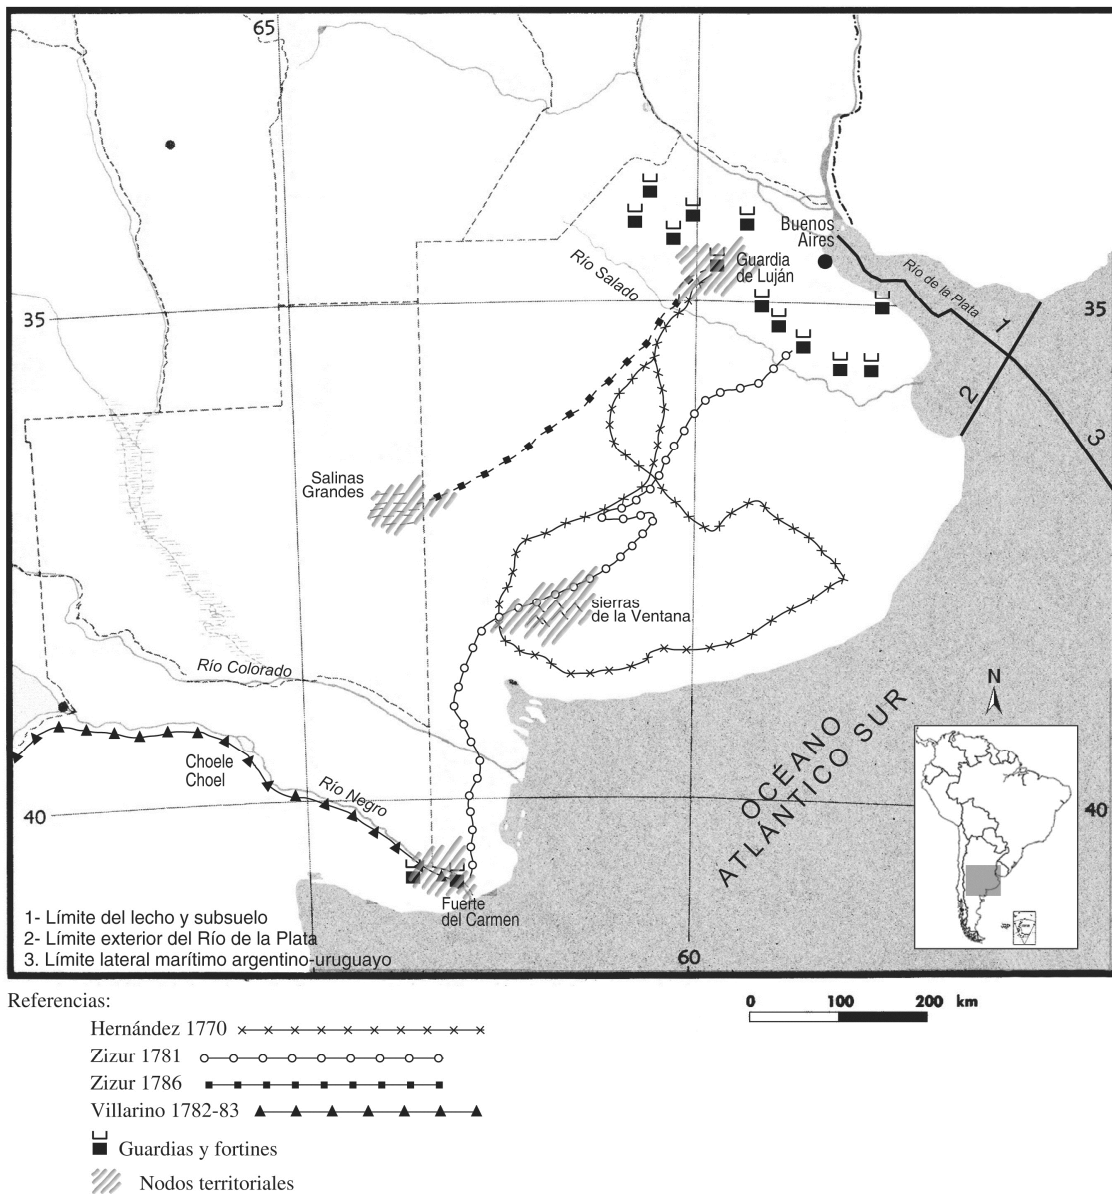 65
Buenos
Aires
Río Salado
Guardia
de Luján
Río de la Plata
35
35
1
2
3
Salinas
Grandes
sierras
de la Ventana
Río Colorado
N
OCÉANO
ATLÁNTICO SUR
Choele
Choel
Río Negro
40
40
Fuerte
del Carmen
1- Límite del lecho y subsuelo
2- Límite exterior del Río de la Plata
3. Límite lateral marítimo argentino-uruguayo
60
Referencias:
0 100 200 km
Hernández 1770
Zizur 1781
Zizur 1786
Villarino 1782-83
Guardias y fortines
Nodos territoriales